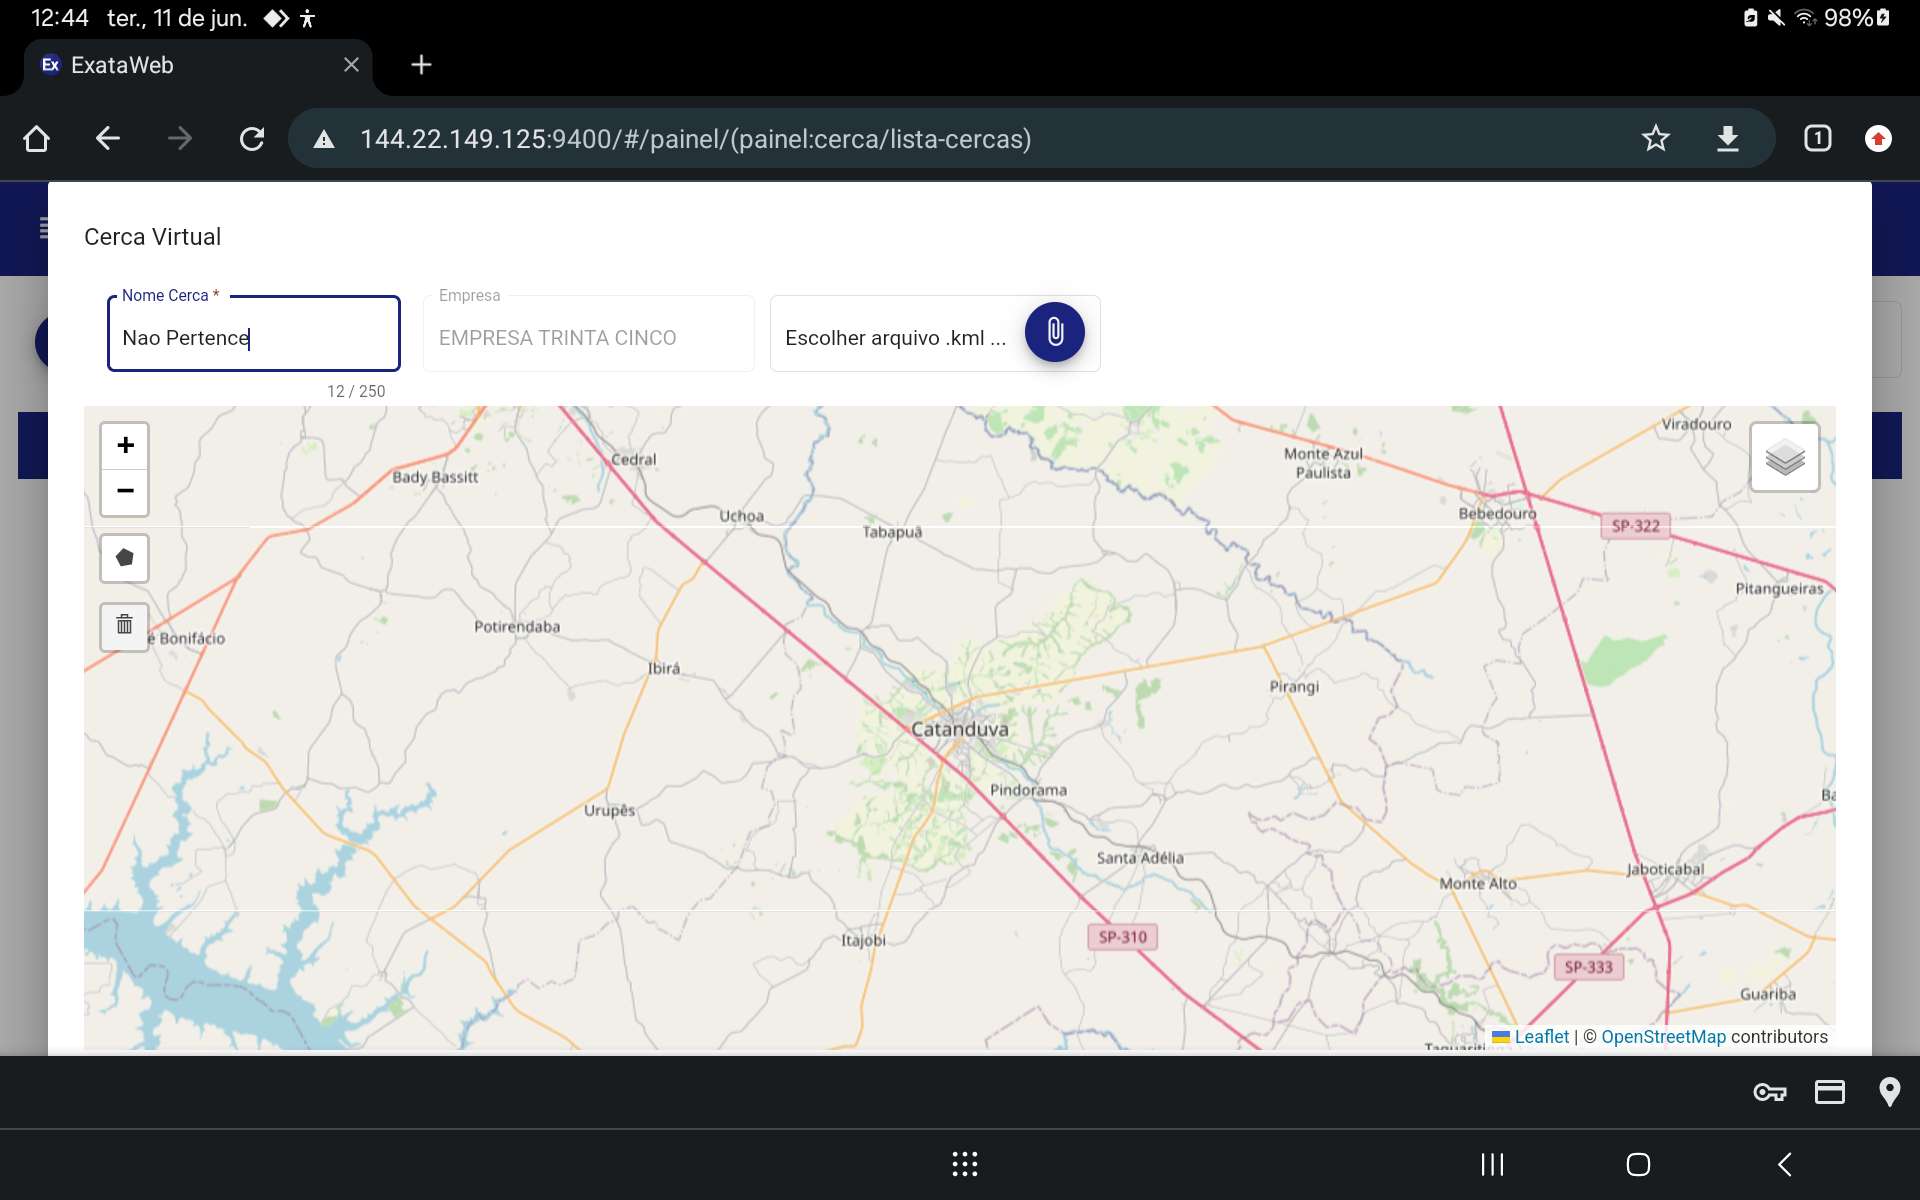 12:44 ter., 11 de jun. 98%
Ex ExataWeb
144.22.149.125:9400/#/painel/(painel:cerca/lista-cercas) 1
Cerca Virtual
Nome Cerca * Empresa
Nao Pertence EMPRESA TRINTA CINCO Escolher arquivo .kml ...
12 / 250
+
−
Viradouro
Monte Azul
Paulista
Cedral
Bady Bassitt
Uchoa
Tabapuã
Bebedouro
SP-322
Pitangueiras
Potirendaba
é Bonifácio
Ibirá
Pirangi
Catanduva
Pindorama
Urupês
Ba
Santa Adélia
Jaboticabal
Monte Alto
Itajobi
SP-310
SP-333
Guariba
Leaflet | © OpenStreetMap contributors